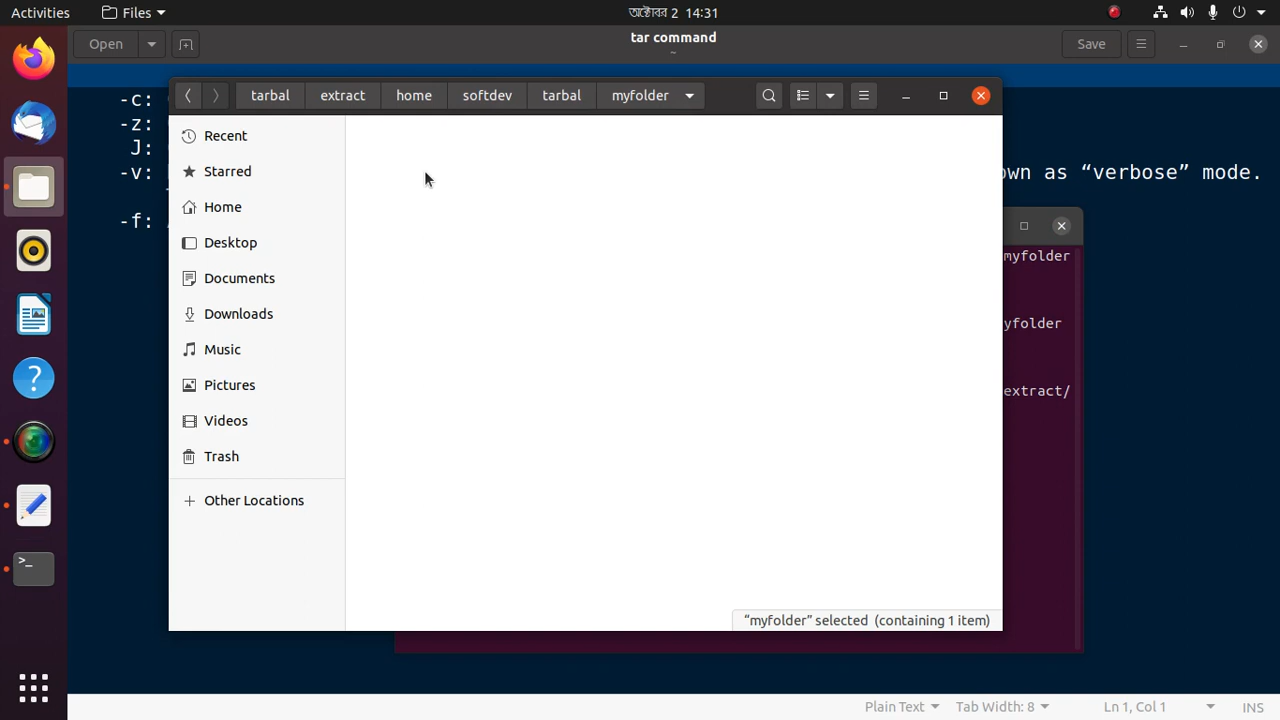 Activities Files অক্টোবর 2 14:31
Open tar command Save
~
-c:
-z:
J:
-v: own as “verbose” mode.
-f:
tarbal extract home softdev tarbal myfolder
Recent
Starred
Home
Desktop
Documents
Downloads
Music
Pictures
Videos
Trash
Other Locations
myfolder
yfolder
extract/
“myfolder” selected (containing 1 item)
Plain Text Tab Width: 8 Ln 1, Col 1 INS